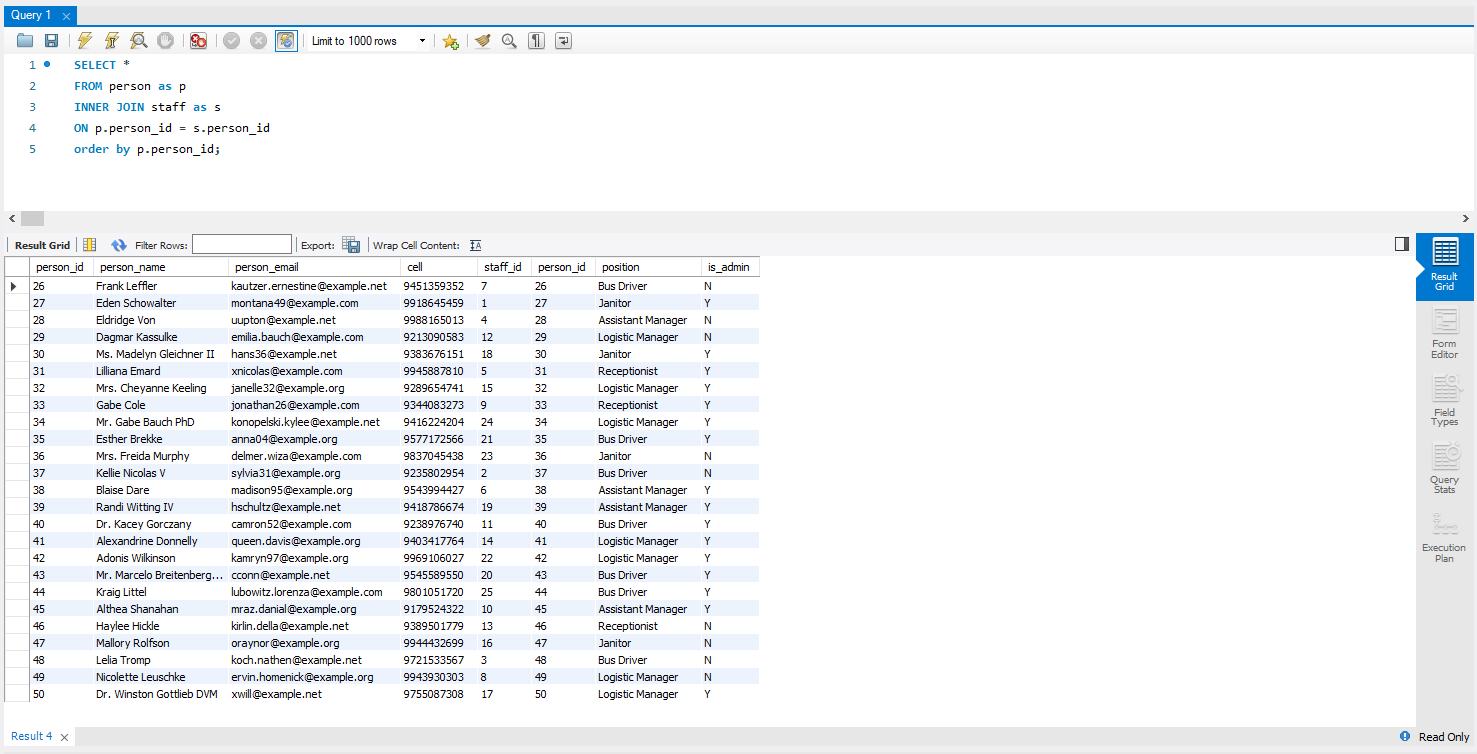 Query 1
Limit to 1000 rows
1 SELECT *
2 FROM person as p
3 INNER JOIN staff as s
4 ON p.person_id = s.person_id
5 order by p.person_id;
Result Grid Filter Rows: Export: Wrap Cell Content:
person_id person_name person_email cell staff_id person_id position is_admin
26 Frank Leffler kautzer.ernestine@example.net 9451359352 7 26 Bus Driver N
27 Eden Schowalter montana49@example.com 9918645459 1 27 Janitor Y
28 Eldridge Von uupton@example.net 9988165013 4 28 Assistant Manager N
29 Dagmar Kassulke emilia.bauch@example.com 9213090583 12 29 Logistic Manager N
30 Ms. Madelyn Gleichner II hans36@example.net 9383676151 18 30 Janitor Y
31 Lilliana Emard xnicolas@example.com 9945887810 5 31 Receptionist Y
32 Mrs. Cheyanne Keeling janelle32@example.org 9289654741 15 32 Logistic Manager Y
33 Gabe Cole jonathan26@example.com 9344083273 9 33 Receptionist Y
34 Mr. Gabe Bauch PhD konopelski.kylee@example.net 9416224204 24 34 Logistic Manager Y
35 Esther Brekke anna04@example.org 9577172566 21 35 Bus Driver Y
36 Mrs. Freida Murphy delmer.wiza@example.com 9837045438 23 36 Janitor N
37 Kellie Nicolas V sylvia31@example.org 9235802954 2 37 Bus Driver N
38 Blaise Dare madison95@example.org 9543994427 6 38 Assistant Manager Y
39 Randi Witting IV hschultz@example.net 9418786674 19 39 Assistant Manager Y
40 Dr. Kacey Gorczany camron52@example.com 9238976740 11 40 Bus Driver Y
41 Alexandrine Donnelly queen.davis@example.org 9403417764 14 41 Logistic Manager Y
42 Adonis Wilkinson kamryn97@example.org 9969106027 22 42 Logistic Manager Y
43 Mr. Marcelo Breitenberg... cconn@example.net 9545589550 20 43 Bus Driver Y
44 Kraig Littel lubowitz.lorenza@example.com 9801051720 25 44 Bus Driver Y
45 Althea Shanahan mraz.danial@example.org 9179524322 10 45 Assistant Manager Y
46 Haylee Hickle kirlin.della@example.net 9389501779 13 46 Receptionist N
47 Mallory Rolfson oraynor@example.org 9944432699 16 47 Janitor N
48 Lelia Tromp koch.nathen@example.net 9721533567 3 48 Bus Driver N
49 Nicolette Leuschke ervin.homenick@example.org 9943930303 8 49 Logistic Manager N
50 Dr. Winston Gottlieb DVM xwill@example.net 9755087308 17 50 Logistic Manager Y
Result
Grid
Form
Editor
Field
Types
Query
Stats
Execution
Plan
Result 4 Read Only